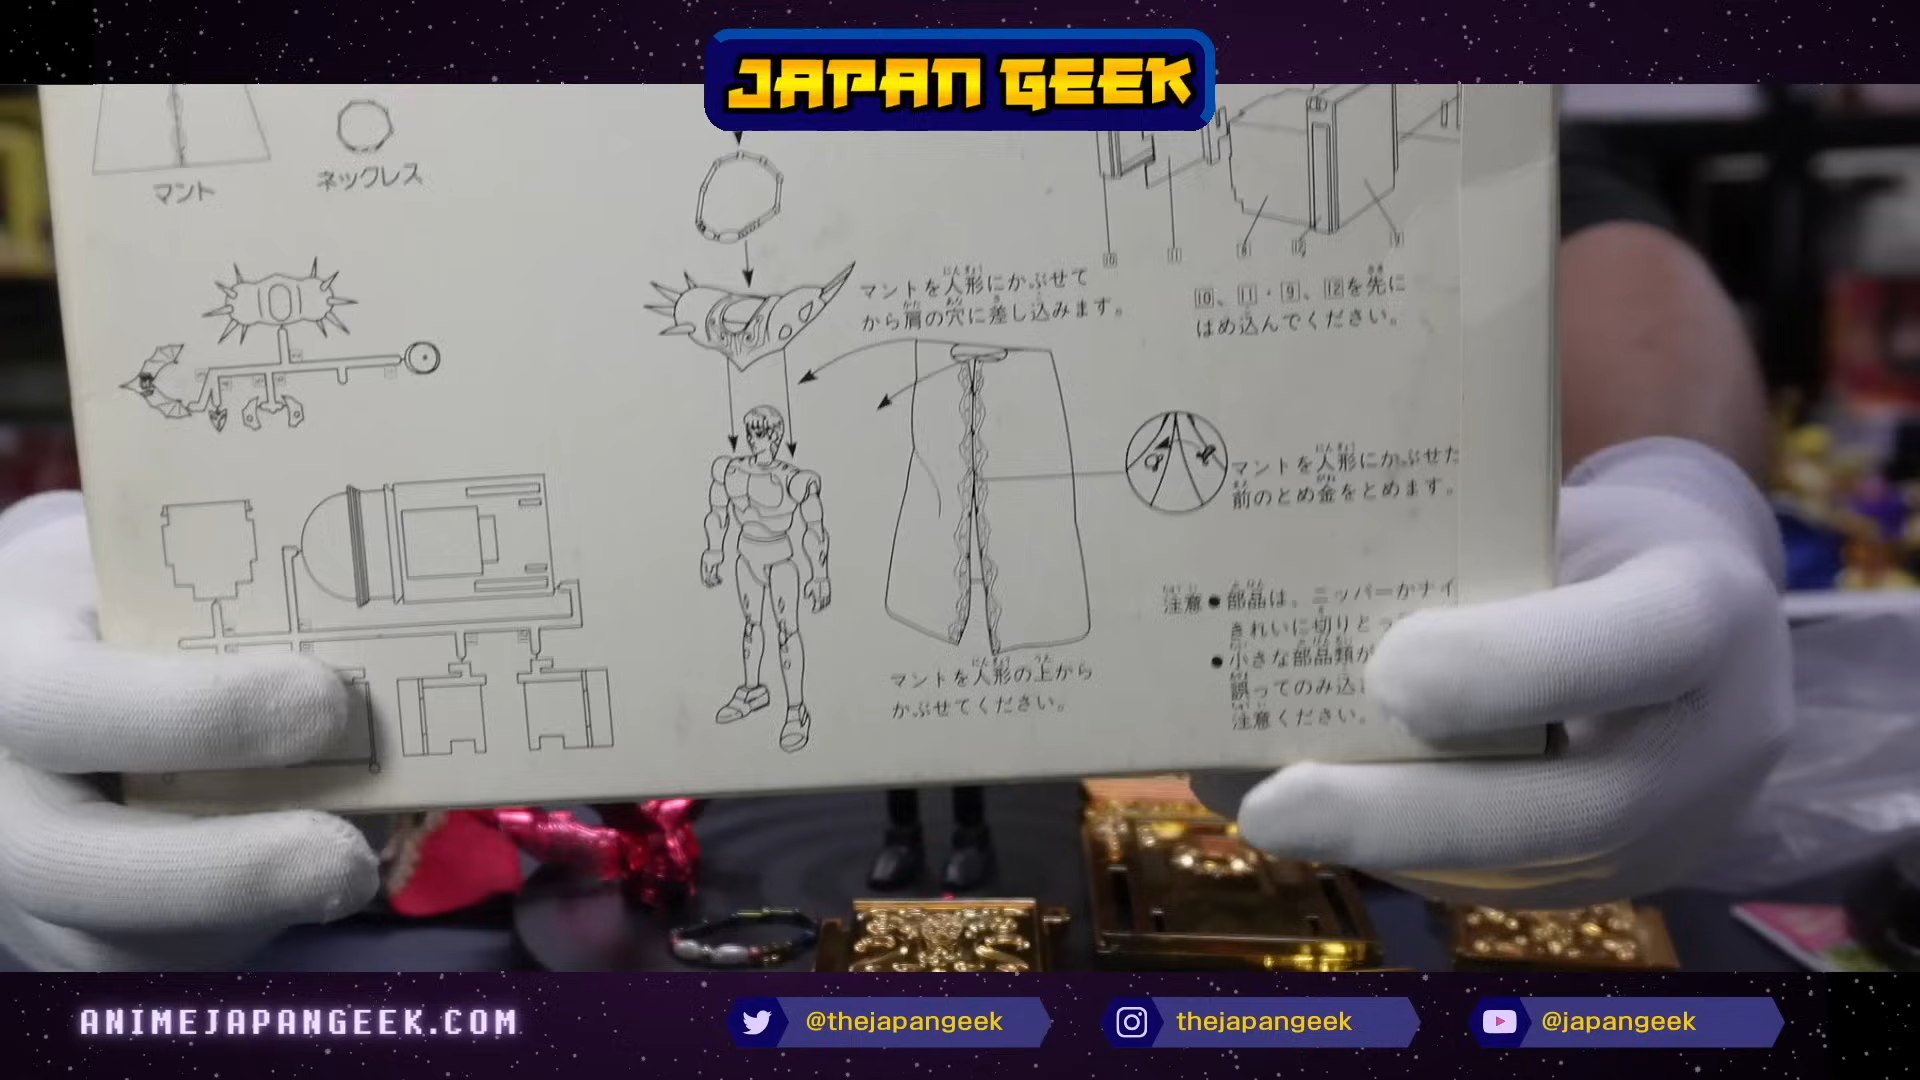 JAPAN GEEK
マント
ネックレス
マントを人形にかぶせて
から肩の穴に差し込みます。
10 11 8 12 9
10、11・9、12を先に
はめ込んでください。
マントを人形にかぶせた
前のとめ金をとめます。
マントを人形の上から
かぶせてください。
注意●部品は、ニッパーかナイ
きれいに切りとっ
●小さな部品類が
誤ってのみ込
注意ください。
ANIMEJAPANGEEK.COM
@thejapangeek
thejapangeek
@japangeek